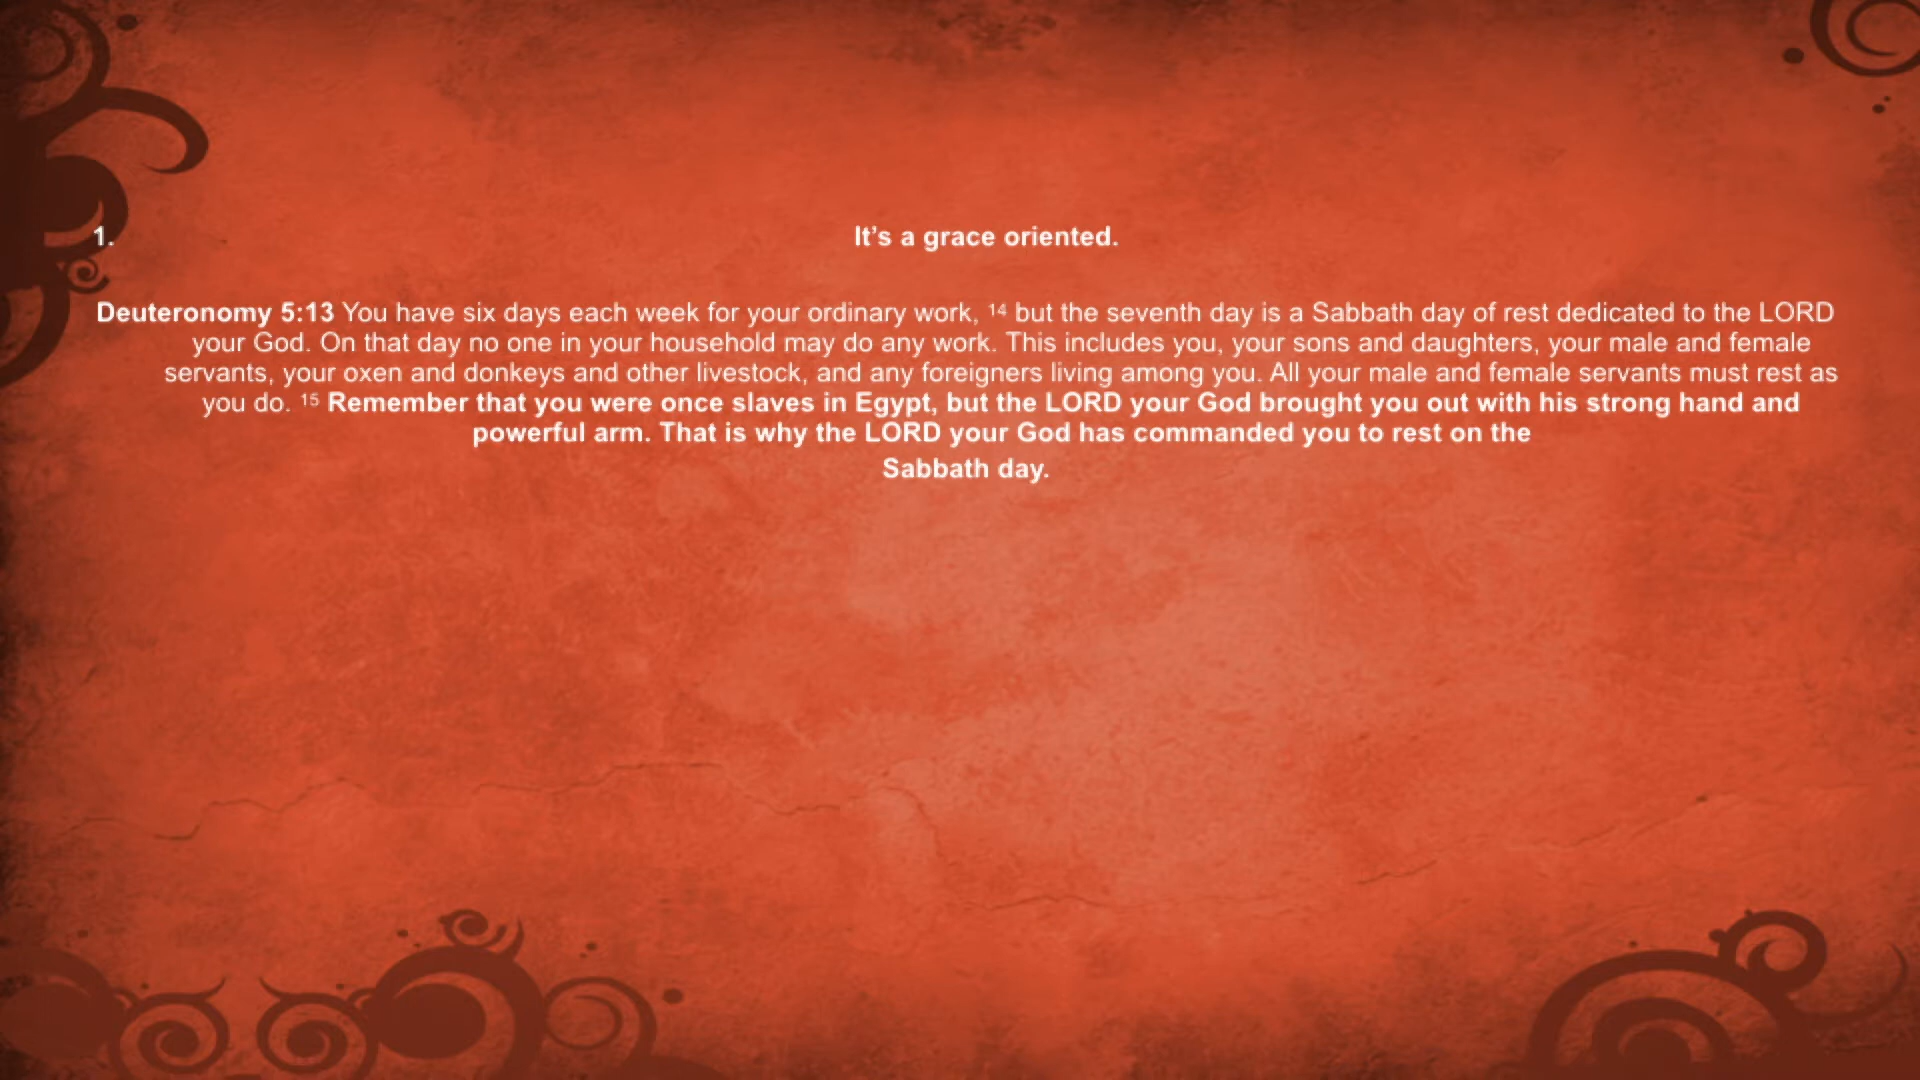 1. It’s a grace oriented.
Deuteronomy 5:13 You have six days each week for your ordinary work, 14 but the seventh day is a Sabbath day of rest dedicated to the LORD
your God. On that day no one in your household may do any work. This includes you, your sons and daughters, your male and female
servants, your oxen and donkeys and other livestock, and any foreigners living among you. All your male and female servants must rest as
you do. 15 Remember that you were once slaves in Egypt, but the LORD your God brought you out with his strong hand and
powerful arm. That is why the LORD your God has commanded you to rest on the
Sabbath day.